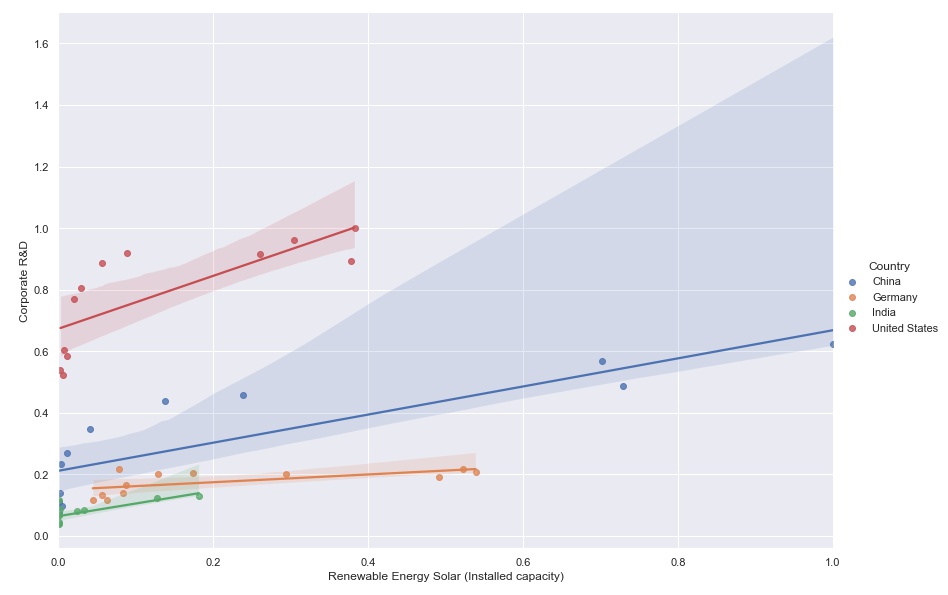 1.6
1.4
1.2
1.0
0.8
0.6
0.4
0.2
0.0
Corporate R&D
0.0 0.2 0.4 0.6 0.8 1.0
Renewable Energy Solar (Installed capacity)
Country
China
Germany
India
United States